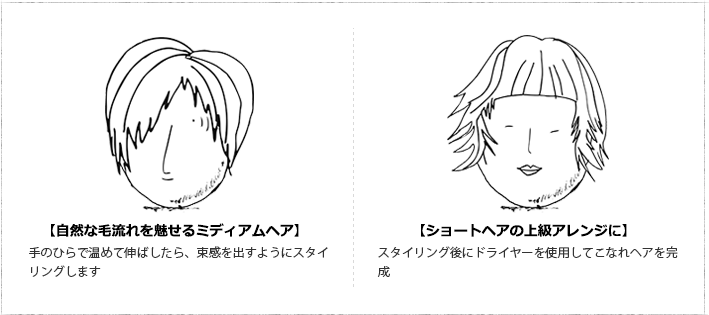 【自然な毛流れを魅せるミディアムヘア】
手のひらで温めて伸ばしたら、束感を出すようにスタイ
リングします
【ショートヘアの上級アレンジに】
スタイリング後にドライヤーを使用してこなれヘアを完
成